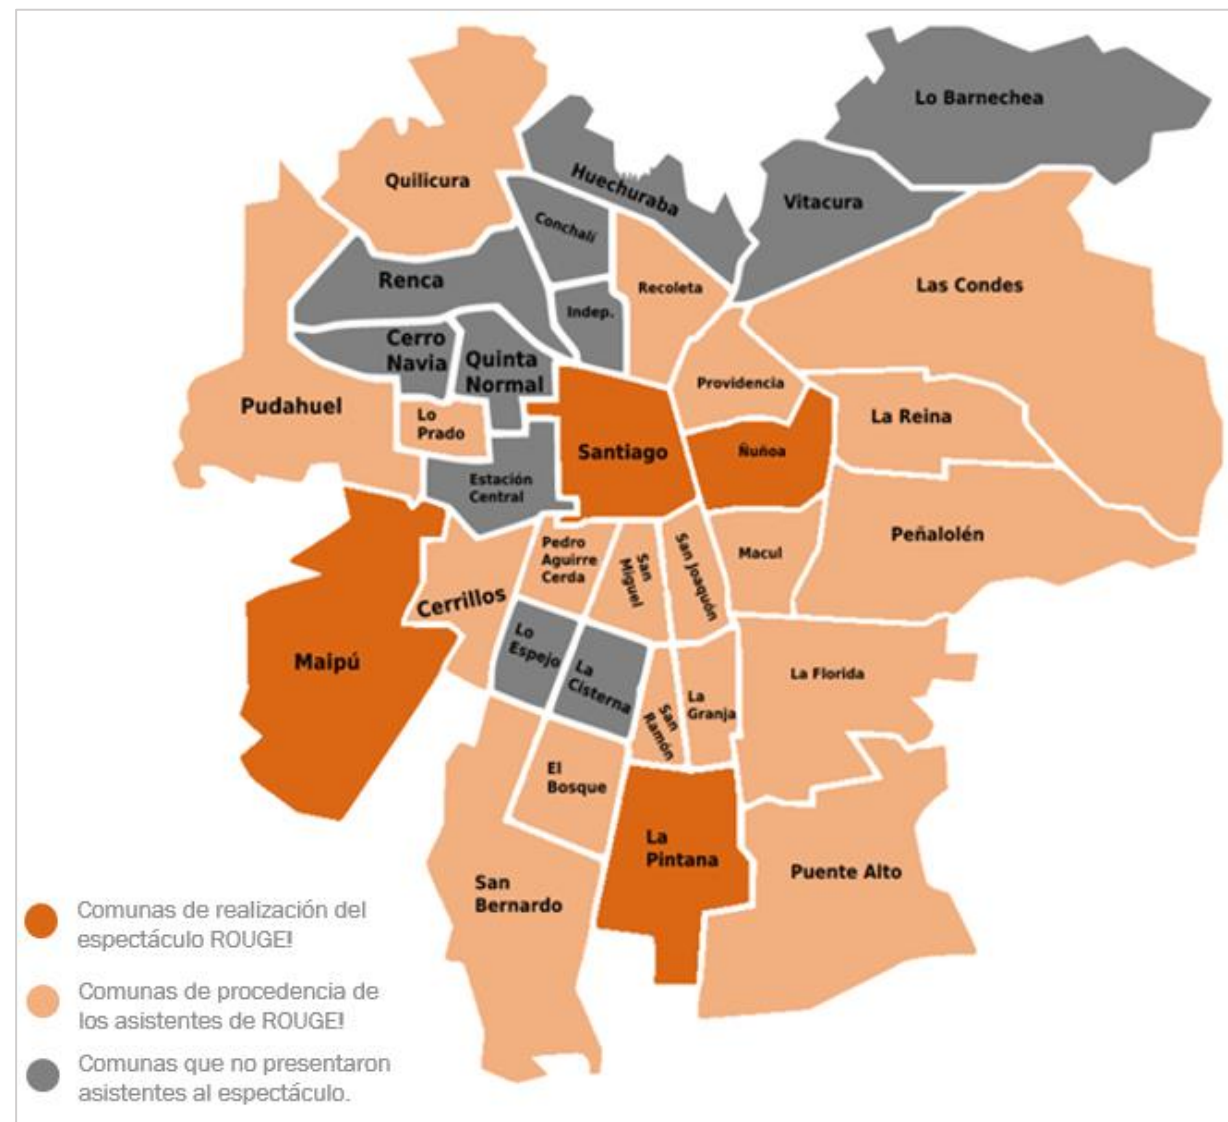 Lo Barnechea
Quilicura
Huechuraba
Vitacura
Conchalí
Renca
Recoleta
Las Condes
Indep.
Cerro
Navia
Quinta
Normal
Providencia
Pudahuel
Lo
Prado
La Reina
Santiago
Ñuñoa
Estación
Central
Peñalolén
Pedro
Aguirre
Cerda
San
Miguel
San Joaquón
Macul
Cerrillos
Lo
Espejo
Maipú
La
Cisterna
La Florida
La
Granja
San
Ramón
El
Bosque
La
Pintana
Puente Alto
San
Bernardo
Comunas de realización del
espectáculo ROUGE!
Comunas de procedencia de
los asistentes de ROUGE!
Comunas que no presentaron
asistentes al espectáculo.